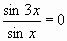 sin 3x / sin x = 0